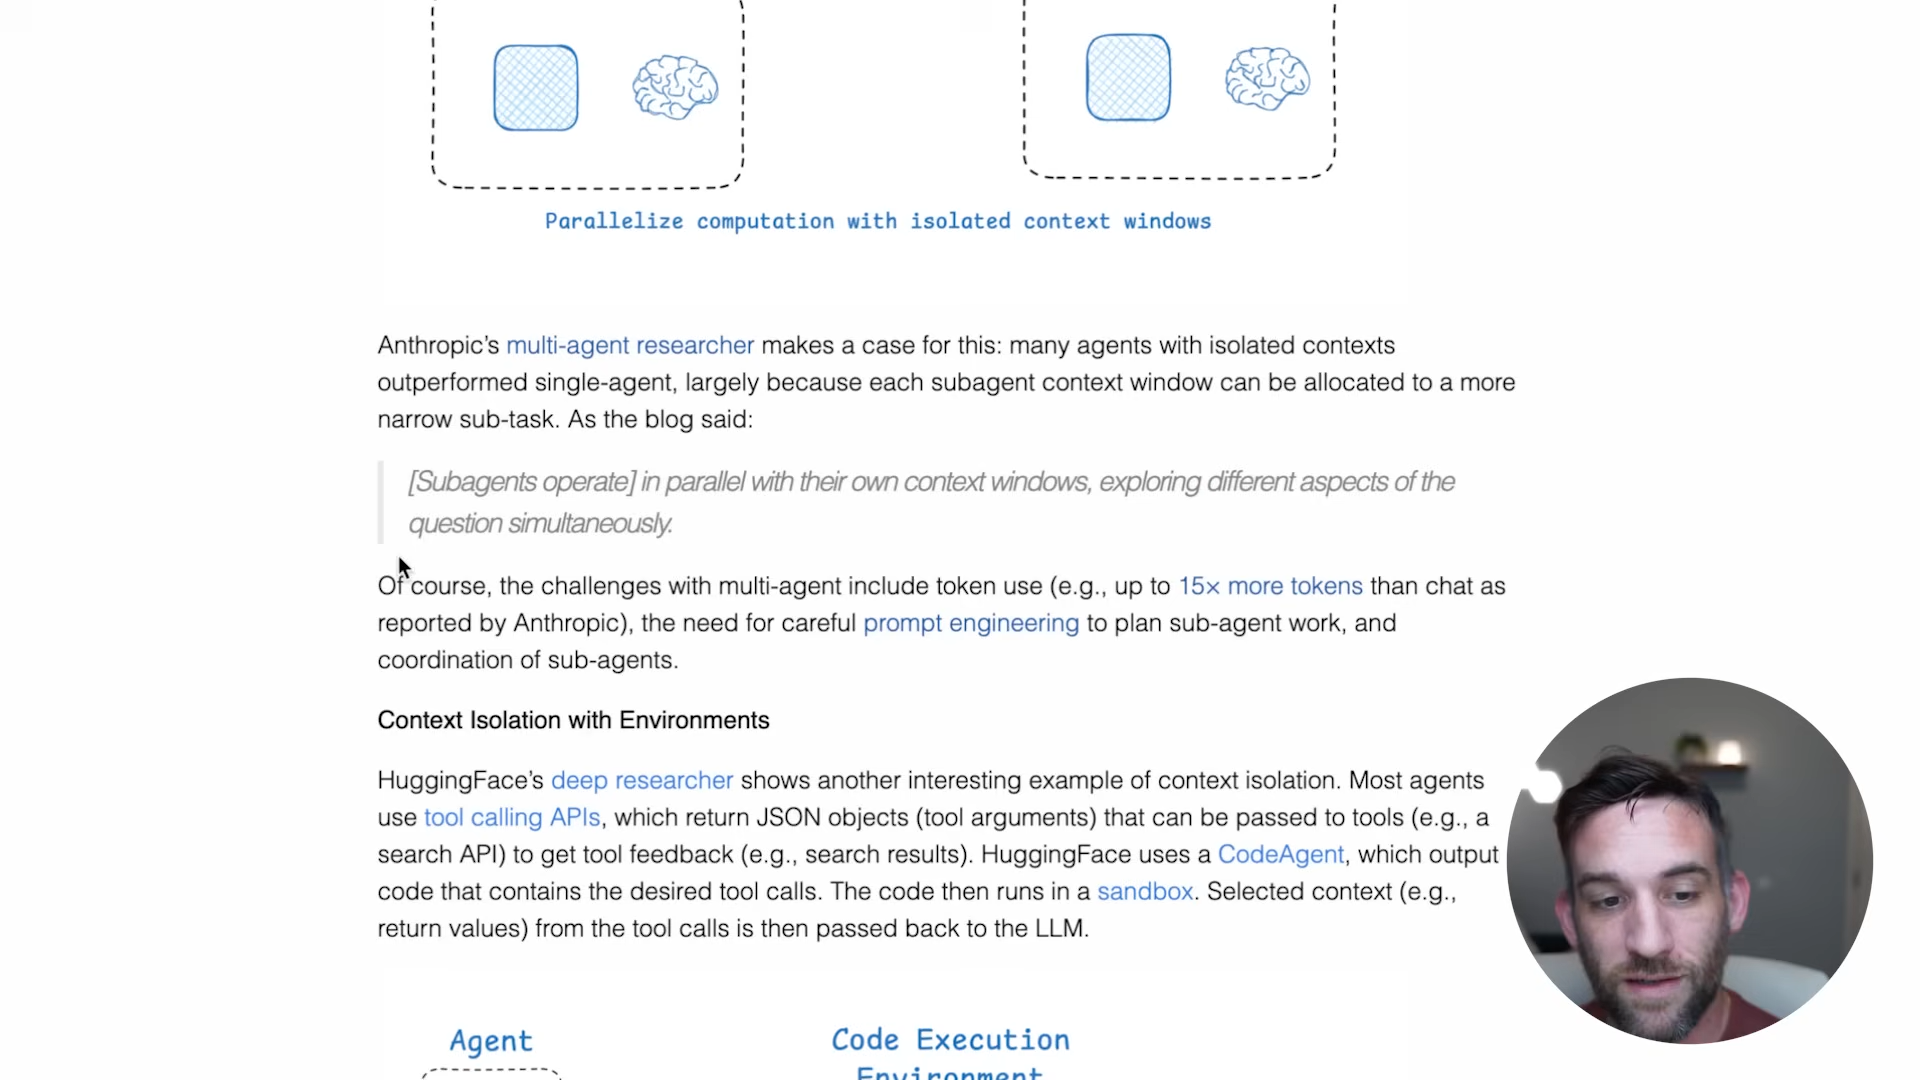 Parallelize computation with isolated context windows
Anthropic's multi-agent researcher makes a case for this: many agents with isolated contexts
outperformed single-agent, largely because each subagent context window can be allocated to a more
narrow sub-task. As the blog said:
[Subagents operate] in parallel with their own context windows, exploring different aspects of the
question simultaneously.
Of course, the challenges with multi-agent include token use (e.g., up to 15× more tokens than chat as
reported by Anthropic), the need for careful prompt engineering to plan sub-agent work, and
coordination of sub-agents.
Context Isolation with Environments
HuggingFace's deep researcher shows another interesting example of context isolation. Most agents
use tool calling APIs, which return JSON objects (tool arguments) that can be passed to tools (e.g., a
search API) to get tool feedback (e.g., search results). HuggingFace uses a CodeAgent, which output
code that contains the desired tool calls. The code then runs in a sandbox. Selected context (e.g.,
return values) from the tool calls is then passed back to the LLM.
Agent
Code Execution
Environment